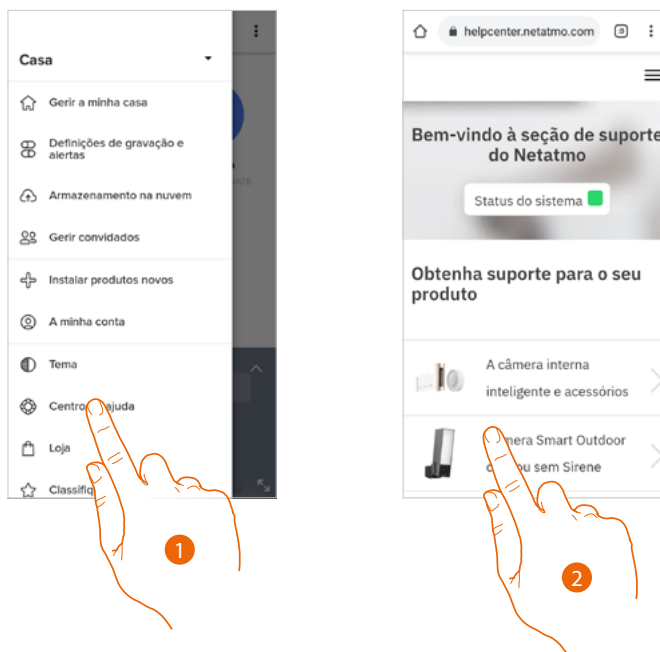 Casa
Gerir a minha casa
Definições de gravação e
alertas
Armazenamento na nuvem
Gerir convidados
Instalar produtos novos
A minha conta
Tema
Centro ajuda
Loja
1
helpcenter.netatmo.com
Bem-vindo à seção de suporte
do Netatmo
Status do sistema
Obtenha suporte para o seu
produto
A câmera interna
inteligente e acessórios
Smart Outdoor
ou sem Sirene
2